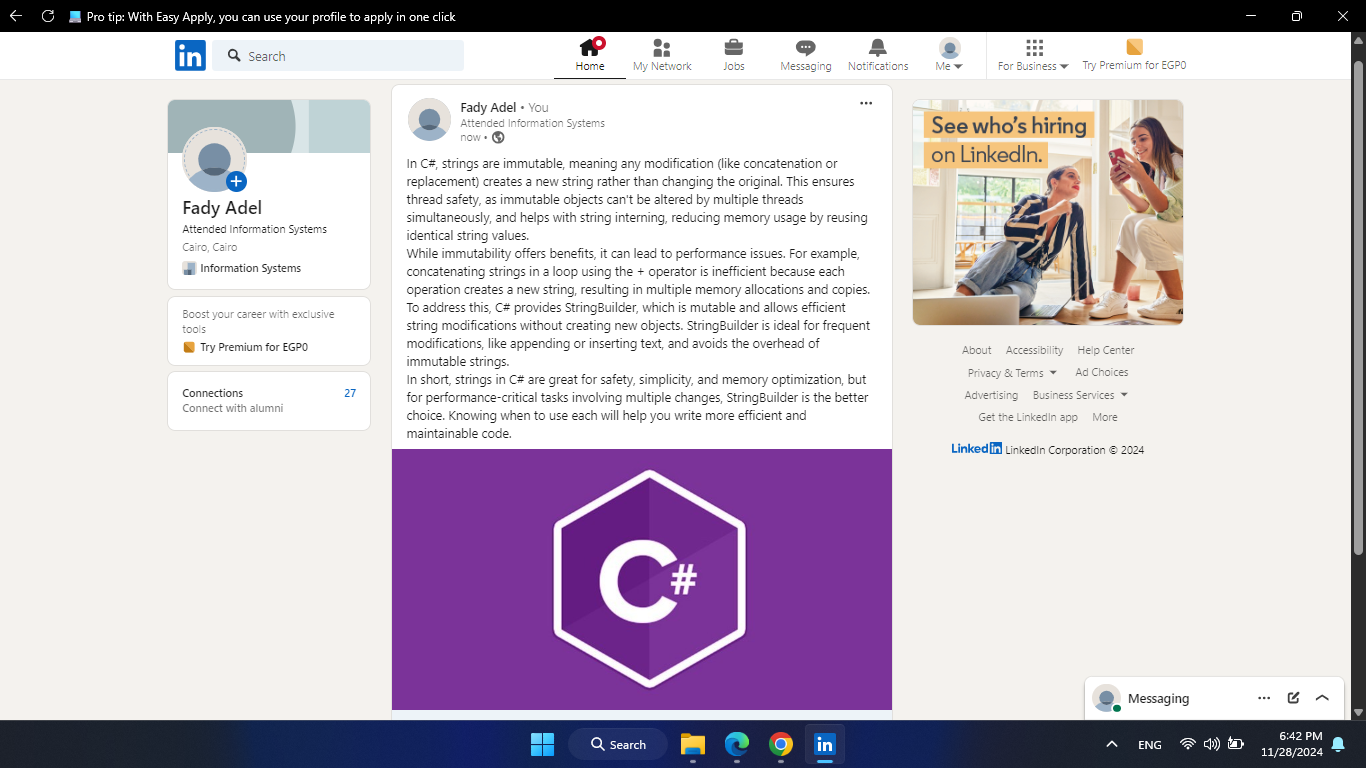 Pro tip: With Easy Apply, you can use your profile to apply in one click
in
Search
Home
My Network
Jobs
Messaging
Notifications
Me
For Business
Try Premium for EGP0
Fady Adel
Attended Information Systems
Cairo, Cairo
Information Systems
Boost your career with exclusive
tools
Try Premium for EGP0
Connections 27
Connect with alumni
Fady Adel • You
Attended Information Systems
now •
In C#, strings are immutable, meaning any modification (like concatenation or
replacement) creates a new string rather than changing the original. This ensures
thread safety, as immutable objects can't be altered by multiple threads
simultaneously, and helps with string interning, reducing memory usage by reusing
identical string values.
While immutability offers benefits, it can lead to performance issues. For example,
concatenating strings in a loop using the + operator is inefficient because each
operation creates a new string, resulting in multiple memory allocations and copies.
To address this, C# provides StringBuilder, which is mutable and allows efficient
string modifications without creating new objects. StringBuilder is ideal for frequent
modifications, like appending or inserting text, and avoids the overhead of
immutable strings.
In short, strings in C# are great for safety, simplicity, and memory optimization, but
for performance-critical tasks involving multiple changes, StringBuilder is the better
choice. Knowing when to use each will help you write more efficient and
maintainable code.
C#
See who's hiring
on LinkedIn.
About Accessibility Help Center
Privacy & Terms Ad Choices
Advertising Business Services
Get the LinkedIn app More
LinkedIn LinkedIn Corporation © 2024
Messaging
Search
in
ENG
6:42 PM
11/28/2024